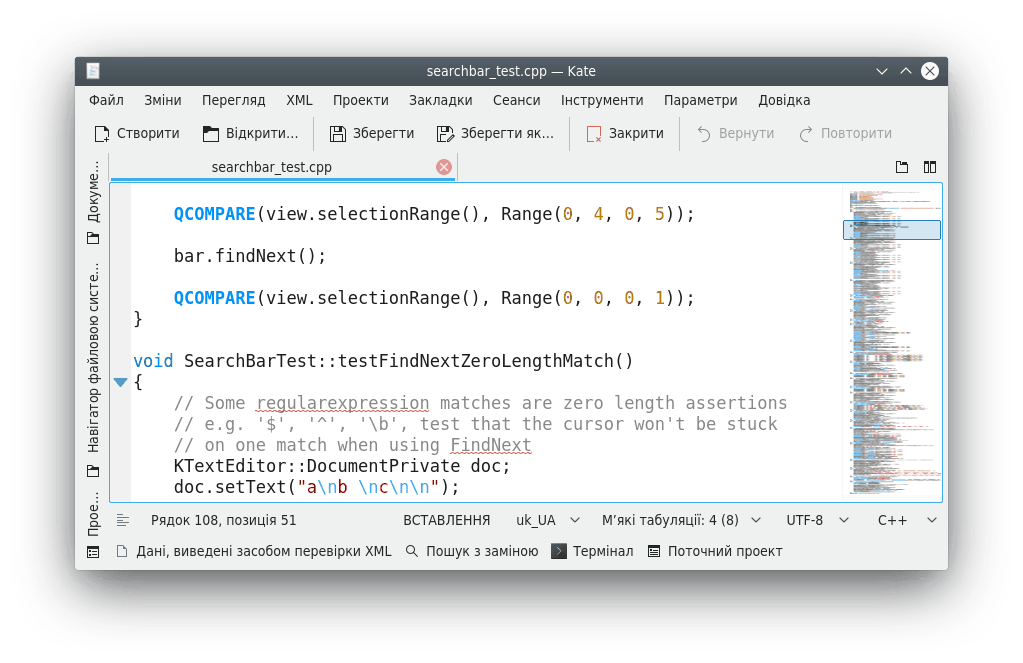 searchbar_test.cpp — Kate
Файл Зміни Перегляд XML Проекти Закладки Сеанси Інструменти Параметри Довідка
Створити Відкрити... Зберегти Зберегти як... Закрити Вернути Повторити
searchbar_test.cpp
Докуме...
Навігатор файловою систе...
Прое...
QCOMPARE(view.selectionRange(), Range(0, 4, 0, 5));
bar.findNext();
QCOMPARE(view.selectionRange(), Range(0, 0, 0, 1));
}
void SearchBarTest::testFindNextZeroLengthMatch()
{
// Some regularexpression matches are zero length assertions
// e.g. '$', '^', '\b', test that the cursor won't be stuck
// on one match when using FindNext
KTextEditor::DocumentPrivate doc;
doc.setText("a\nb \nc\n\n");
Рядок 108, позиція 51 ВСТАВЛЕННЯ uk_UA М’які табуляції: 4 (8) UTF-8 C++
Дані, виведені засобом перевірки XML Пошук з заміною Термінал Поточний проект